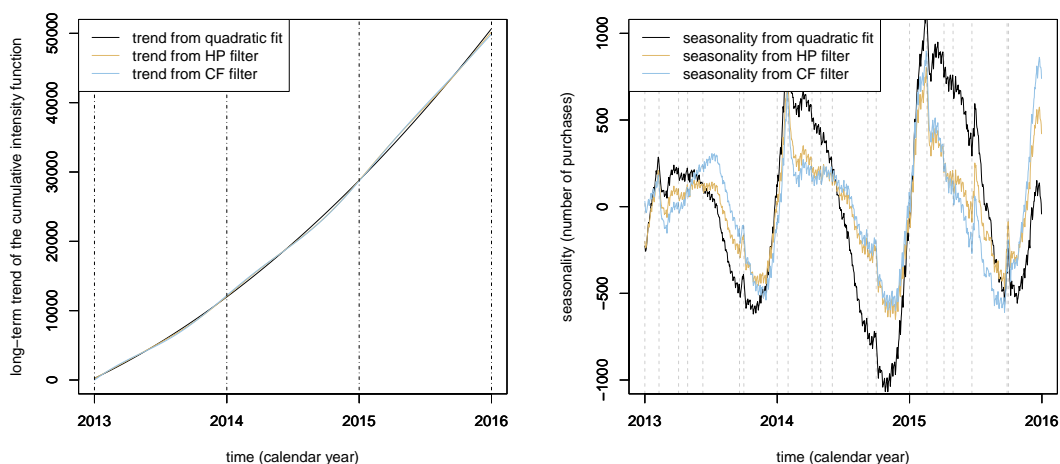 long−term trend of the cumulative intensity function
50000
40000
30000
20000
10000
0
trend from quadratic fit
trend from HP filter
trend from CF filter
2013
2014
2015
2016
time (calendar year)
seasonality (number of purchases)
1000
500
0
−500
−1000
seasonality from quadratic fit
seasonality from HP filter
seasonality from CF filter
2013
2014
2015
2016
time (calendar year)